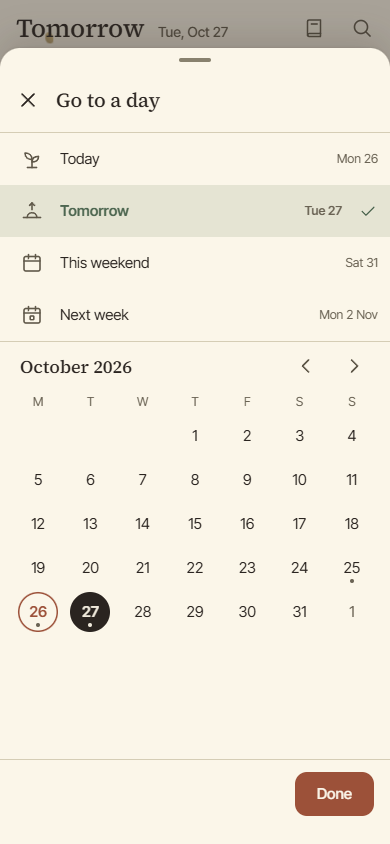 Tomorrow Tue, Oct 27
Go to a day
Today Mon 26
Tomorrow Tue 27
This weekend Sat 31
Next week Mon 2 Nov
October 2026
M T W T F S S
1 2 3 4
5 6 7 8 9 10 11
12 13 14 15 16 17 18
19 20 21 22 23 24 25
26 27 28 29 30 31 1
Done